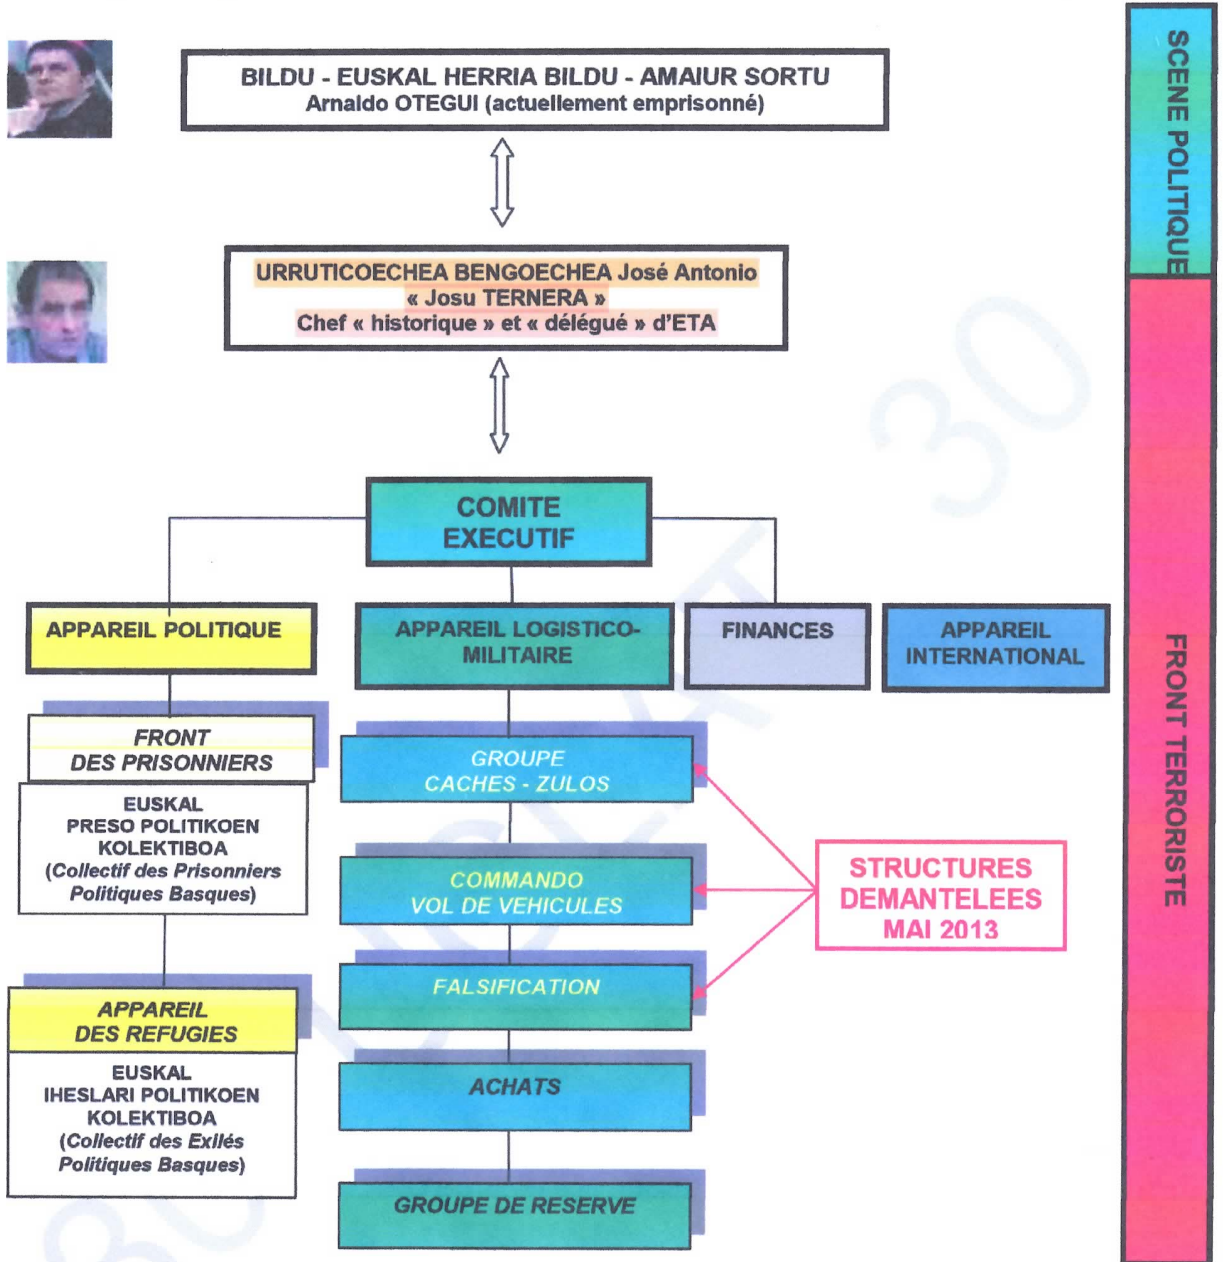 BILDU - EUSKAL HERRIA BILDU - AMAIUR SORTU
Arnaldo OTEGUI (actuellement emprisonné)
URRUTICOECHEA BENGOECHEA José Antonio
« Josu TERNERA »
Chef « historique » et « délégué » d'ETA
COMITE
EXECUTIF
APPAREIL POLITIQUE
APPAREIL LOGISTICO-
MILITAIRE
FINANCES
APPAREIL
INTERNATIONAL
FRONT
DES PRISONNIERS
EUSKAL
PRESO POLITIKOEN
KOLEKTIBOA
(Collectif des Prisonniers
Politiques Basques)
APPAREIL
DES REFUGIES
EUSKAL
IHESLARI POLITIKOEN
KOLEKTIBOA
(Collectif des Exilés
Politiques Basques)
GROUPE
CACHES - ZULOS
COMMANDO
VOL DE VEHICULES
FALSIFICATION
ACHATS
GROUPE DE RESERVE
STRUCTURES
DEMANTELEES
MAI 2013
SCENE POLITIQUE
FRONT TERRORISTE
30
30 UCLAT